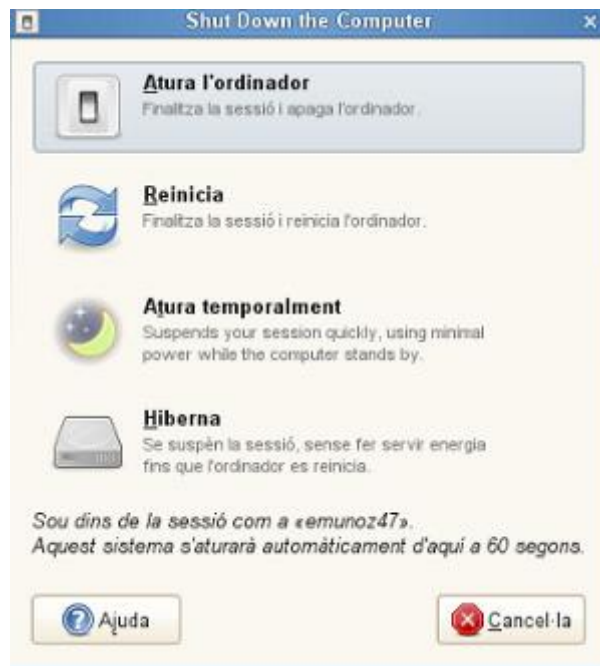 Shut Down the Computer
Atura l'ordinador
Finalitza la sessió i apaga l'ordinador.
Reinicia
Finalitza la sessió i reinicia l'ordinador.
Atura temporalment
Suspends your session quickly, using minimal
power while the computer stands by.
Hiberna
Se suspèn la sessió, sense fer servir energia
fins que l'ordinador es reinicia.
Sou dins de la sessió com a «emunoz47».
Aquest sistema s'aturarà automàticament d'aquí a 60 segons.
Ajuda
Cancel·la